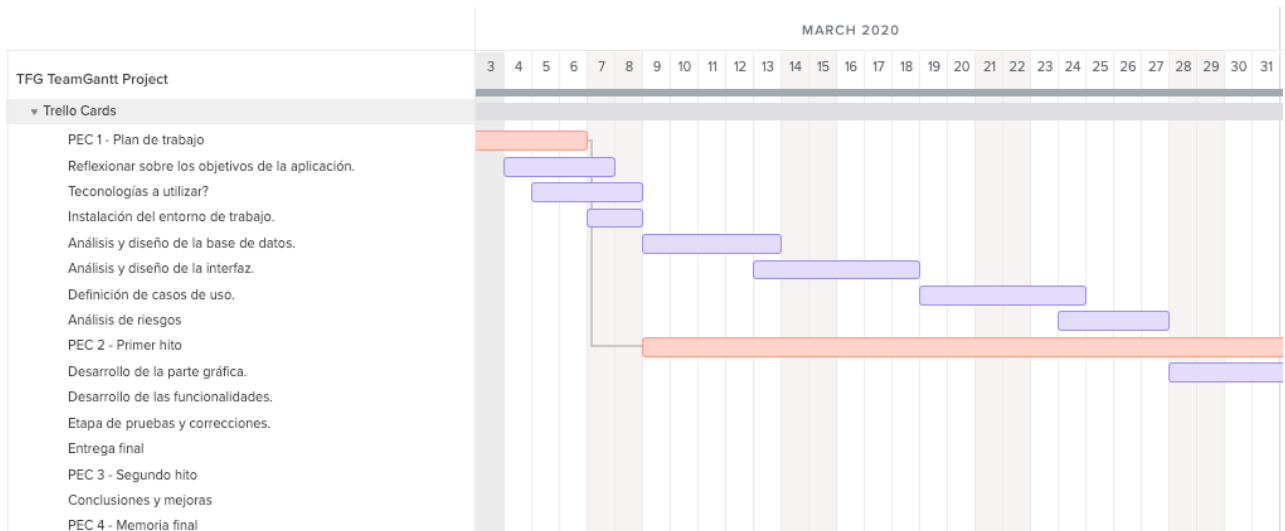 MARCH 2020
TFG TeamGantt Project
3 4 5 6 7 8 9 10 11 12 13 14 15 16 17 18 19 20 21 22 23 24 25 26 27 28 29 30 31
Trello Cards
PEC 1 - Plan de trabajo
Reflexionar sobre los objetivos de la aplicación.
Teconologías a utilizar?
Instalación del entorno de trabajo.
Análisis y diseño de la base de datos.
Análisis y diseño de la interfaz.
Definición de casos de uso.
Análisis de riesgos
PEC 2 - Primer hito
Desarrollo de la parte gráfica.
Desarrollo de las funcionalidades.
Etapa de pruebas y correcciones.
Entrega final
PEC 3 - Segundo hito
Conclusiones y mejoras
PEC 4 - Memoria final